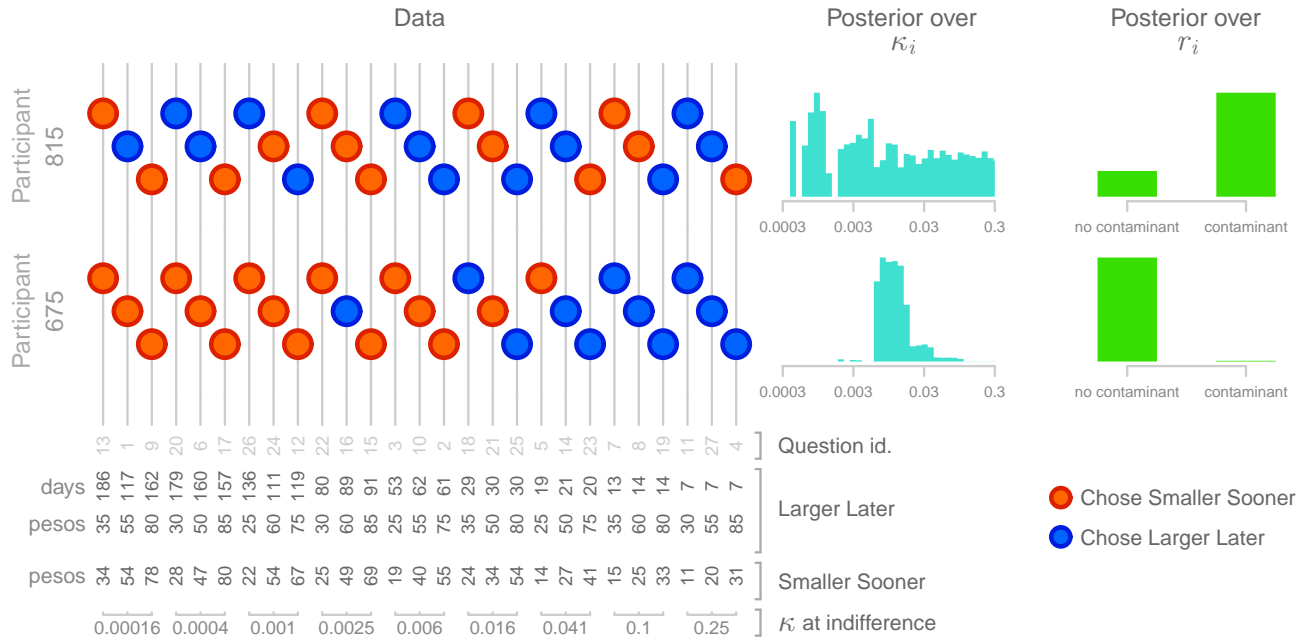 Data
Posterior over
κi
Posterior over
ri
Participant
815
0.0003 0.003 0.03 0.3
no contaminant contaminant
Participant
675
0.0003 0.003 0.03 0.3
no contaminant contaminant
13 1 9 20 6 17 26 24 12 22 16 15 3 10 2 18 21 25 5 14 23 7 8 19 11 27 4
Question id.
days 186 117 162 179 160 157 136 111 119 80 89 91 53 62 61 29 30 30 19 21 20 13 14 14 7 7 7
Larger Later
pesos 35 55 80 30 50 85 25 60 75 30 60 85 25 55 75 35 50 80 25 50 75 35 60 80 30 55 85
Chose Smaller Sooner
Chose Larger Later
pesos 34 54 78 28 47 80 22 54 67 25 49 69 19 40 55 24 34 54 14 27 41 15 25 33 11 20 31
Smaller Sooner
0.00016 0.0004 0.001 0.0025 0.006 0.016 0.041 0.1 0.25
κ at indifference